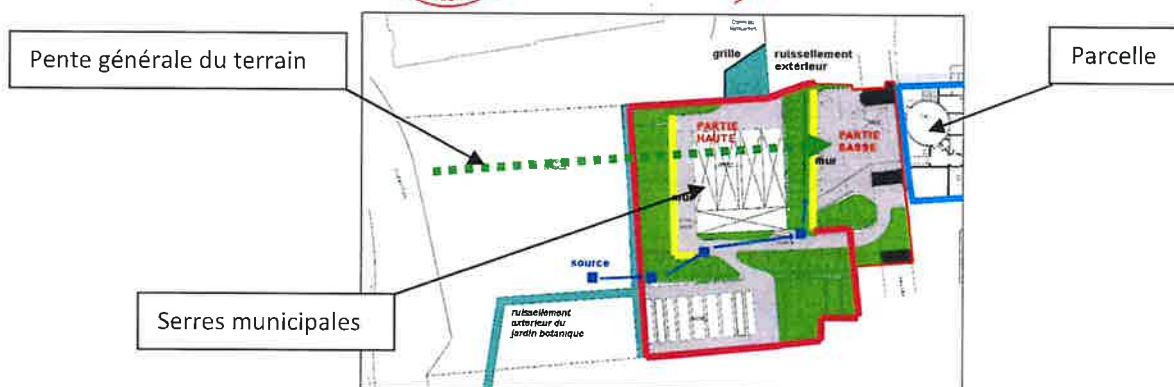 Pente générale du terrain
Parcelle
grille
ruissellement
extérieur
PARTIE
HAUTE
PARTIE
BASSE
mur
source
Serres municipales
ruissellement
exterieur du
jardin botanique